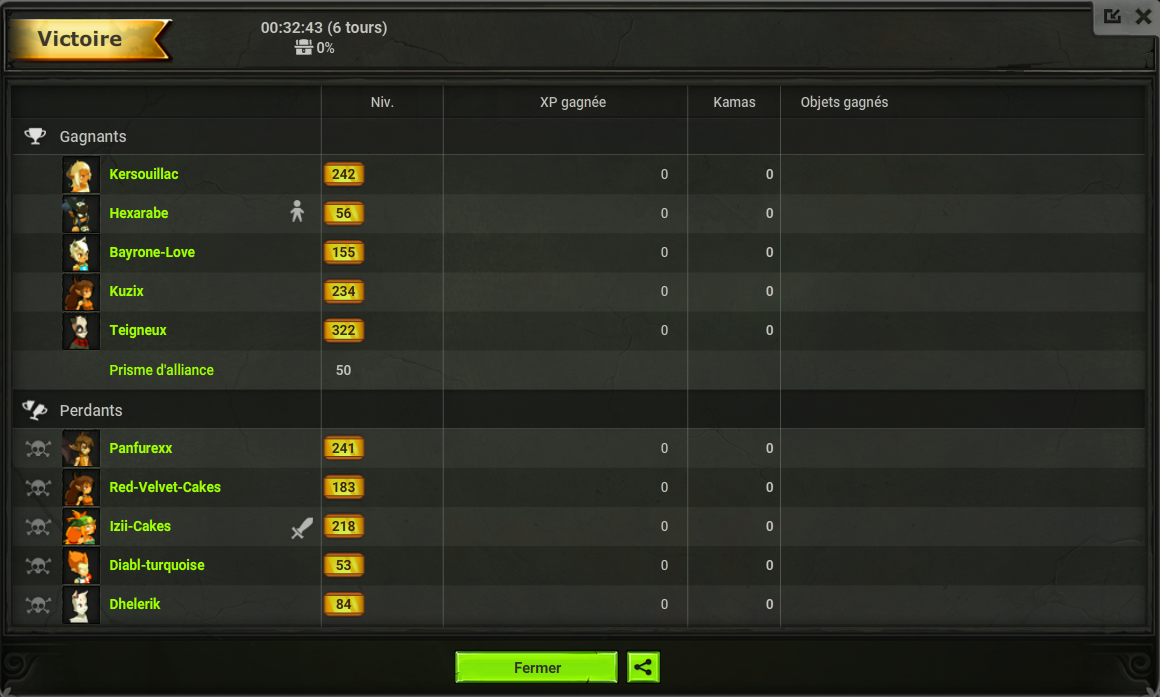 Victoire
00:32:43 (6 tours)
0%
Niv. XP gagnée Kamas Objets gagnés
Gagnants
Kersouillac 242 0 0
Hexarabe 56 0 0
Bayrone-Love 155 0 0
Kuzix 234 0 0
Teigneux 322 0 0
Prisme d'alliance 50
Perdants
Panfurexx 241 0 0
Red-Velvet-Cakes 183 0 0
Izii-Cakes 218 0 0
Diabl-turquoise 53 0 0
Dhelerik 84 0 0
Fermer